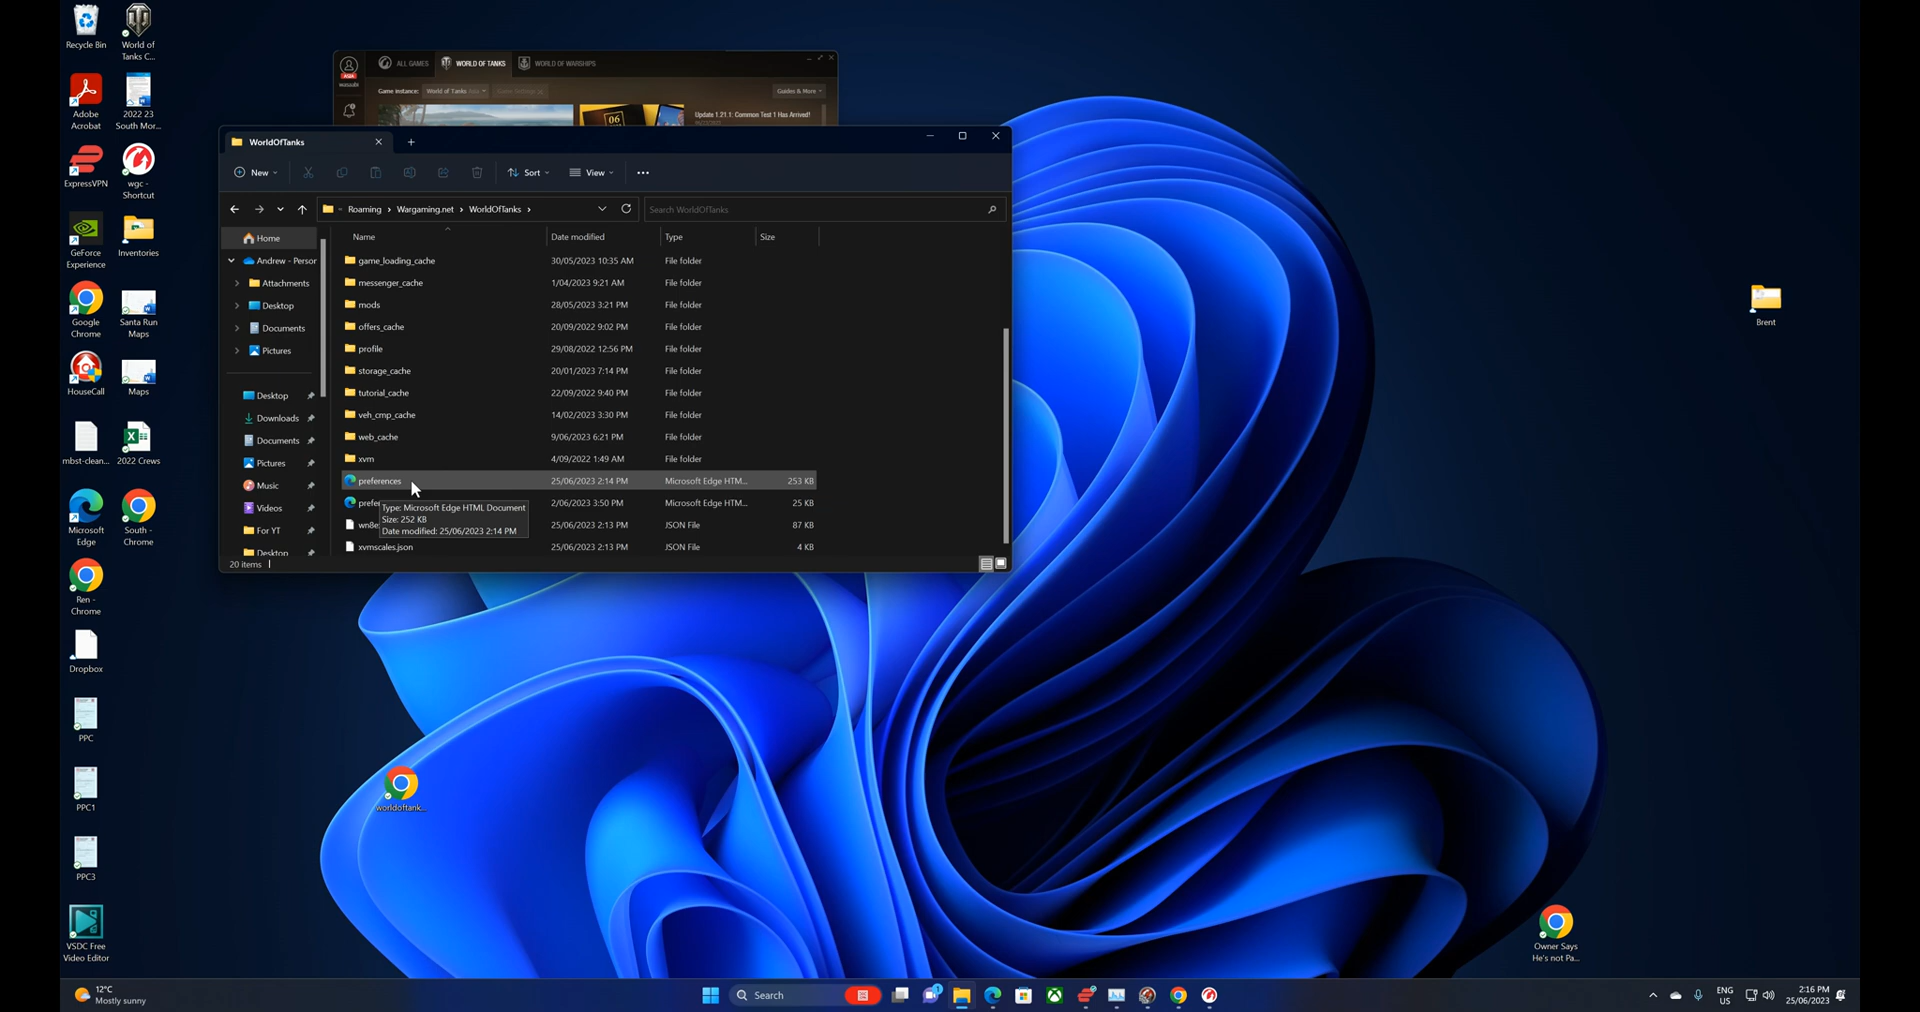 Recycle Bin
World of
Tanks C...
Adobe
Acrobat
2022 23
South Mor...
ExpressVPN
wgc -
Shortcut
GeForce
Experience
Inventories
Google
Chrome
Santa Run
Maps
HouseCall
Maps
mbst-clean...
2022 Crews
Microsoft
Edge
South -
Chrome
Ren -
Chrome
Dropbox
PPC
PPC1
PPC3
VSDC Free
Video Editor
ASIA
ALL GAMES
WORLD OF TANKS
WORLD OF WARSHIPS
Game instance:
World of Tanks Asia
Guides & More
06
Update 1.21.1: Common Test 1 Has Arrived!
WorldOfTanks
New
Sort
View
Roaming > Wargaming.net > WorldOfTanks >
Search WorldOfTanks
Home
Andrew - Persor
Attachments
Desktop
Documents
Pictures
Desktop
Downloads
Documents
Pictures
Music
Videos
For YT
Desktop
Name Date modified Type Size
game_loading_cache 30/05/2023 10:35 AM File folder
messenger_cache 1/04/2023 9:21 AM File folder
mods 28/05/2023 3:21 PM File folder
offers_cache 20/09/2022 9:02 PM File folder
profile 29/08/2022 12:56 PM File folder
storage_cache 20/01/2023 7:14 PM File folder
tutorial_cache 22/09/2022 9:40 PM File folder
veh_cmp_cache 14/02/2023 3:30 PM File folder
web_cache 9/06/2023 6:21 PM File folder
xvm 4/09/2022 1:49 AM File folder
preferences 25/06/2023 2:14 PM Microsoft Edge HTM... 253 KB
prefe 2/06/2023 3:50 PM Microsoft Edge HTM... 25 KB
wn8e 25/06/2023 2:13 PM JSON File 87 KB
xvmscales.json 25/06/2023 2:13 PM JSON File 4 KB
Type: Microsoft Edge HTML Document
Size: 252 KB
Date modified: 25/06/2023 2:14 PM
20 items
worldoftank...
Brent
Owner Says
He's not Pa...
12°C
Mostly sunny
Search
1
ENG
US
2:16 PM
25/06/2023